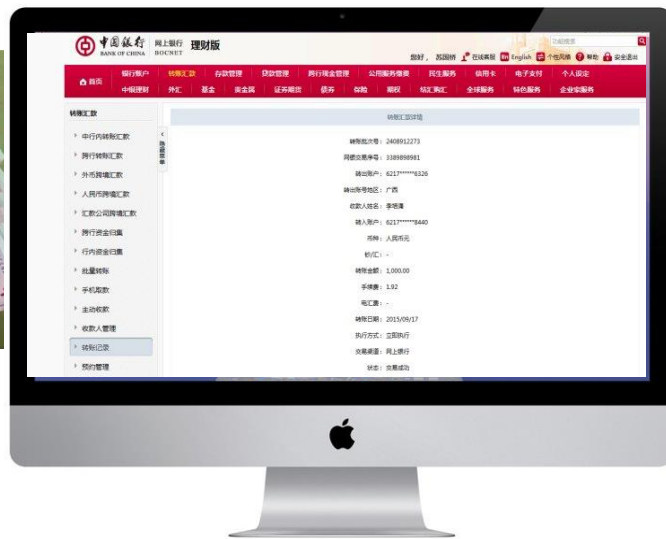 中国银行 网上银行 理财版
BANK OF CHINA BOCNET
功能搜索
您好， 苏国桥 在线客服 En English 个性风情 帮助 安全退出
首页 银行账户 转账汇款 存款管理 贷款管理 跨行现金管理 公用服务缴费 民生服务 信用卡 电子支付 个人设定
中银理财 外汇 基金 贵金属 证券期货 债券 保险 期权 结汇购汇 全球服务 特色服务 企业家服务
转账汇款
中行内转账汇款
跨行转账汇款
外币跨境汇款
人民币跨境汇款
汇款公司跨境汇款
跨行资金归集
行内资金归集
批量转账
手机取款
主动收款
收款人管理
转账记录
预约管理
隐藏菜单
转账汇款详情
转账批次号： 2408912273
网银交易序号： 3389898981
转出账户： 6217******6326
转出账号地区： 广西
收款人姓名： 李培清
转入账户： 6217******8440
币种： 人民币元
钞/汇： -
转账金额： 1,000.00
手续费： 1.92
电汇费： -
转账日期： 2015/09/17
执行方式： 立即执行
交易渠道： 网上银行
状态： 交易成功